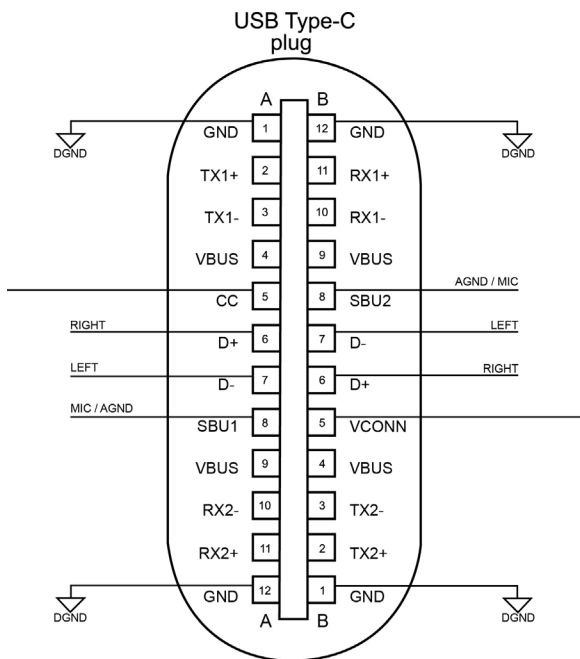 USB Type-C
plug
A B
GND 1 12 GND
DGND DGND
TX1+ 2 11 RX1+
TX1- 3 10 RX1-
VBUS 4 9 VBUS
AGND / MIC
CC 5 8 SBU2
RIGHT LEFT
D+ 6 7 D-
LEFT RIGHT
D- 7 6 D+
MIC / AGND
SBU1 8 5 VCONN
VBUS 9 4 VBUS
RX2- 10 3 TX2-
RX2+ 11 2 TX2+
GND 12 1 GND
DGND DGND
A B